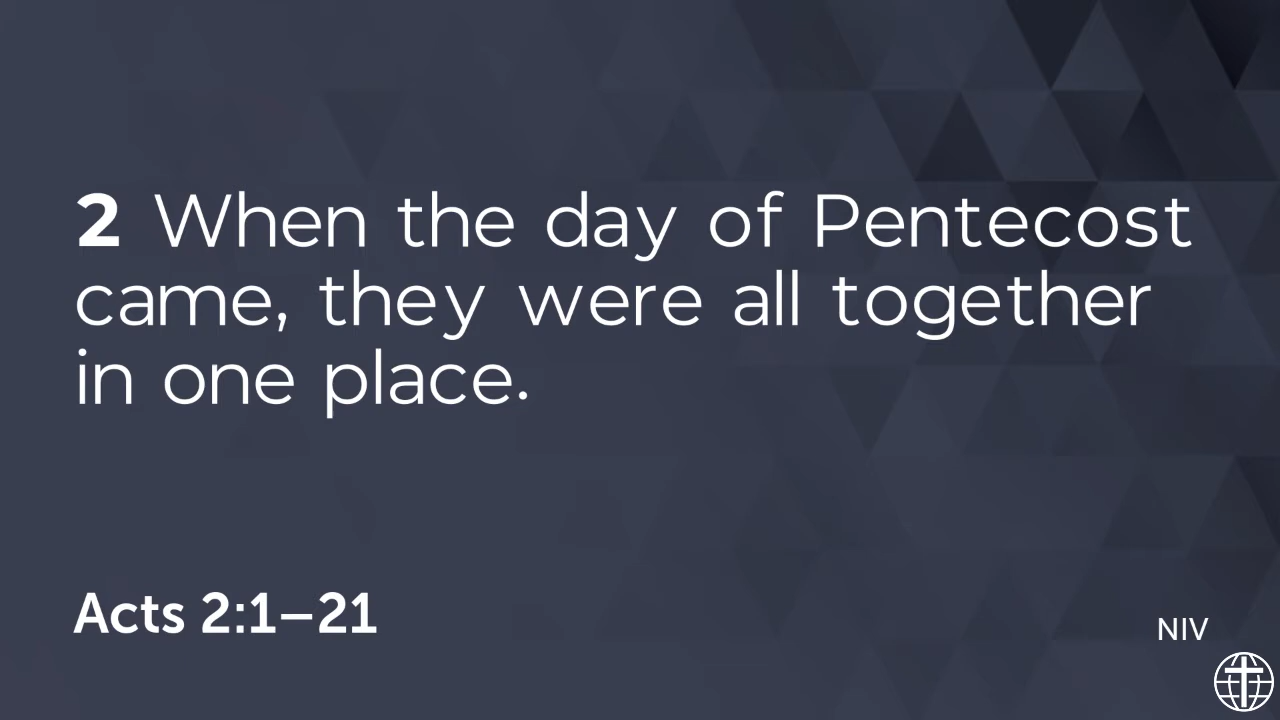 2 When the day of Pentecost
came, they were all together
in one place.
Acts 2:1–21
NIV